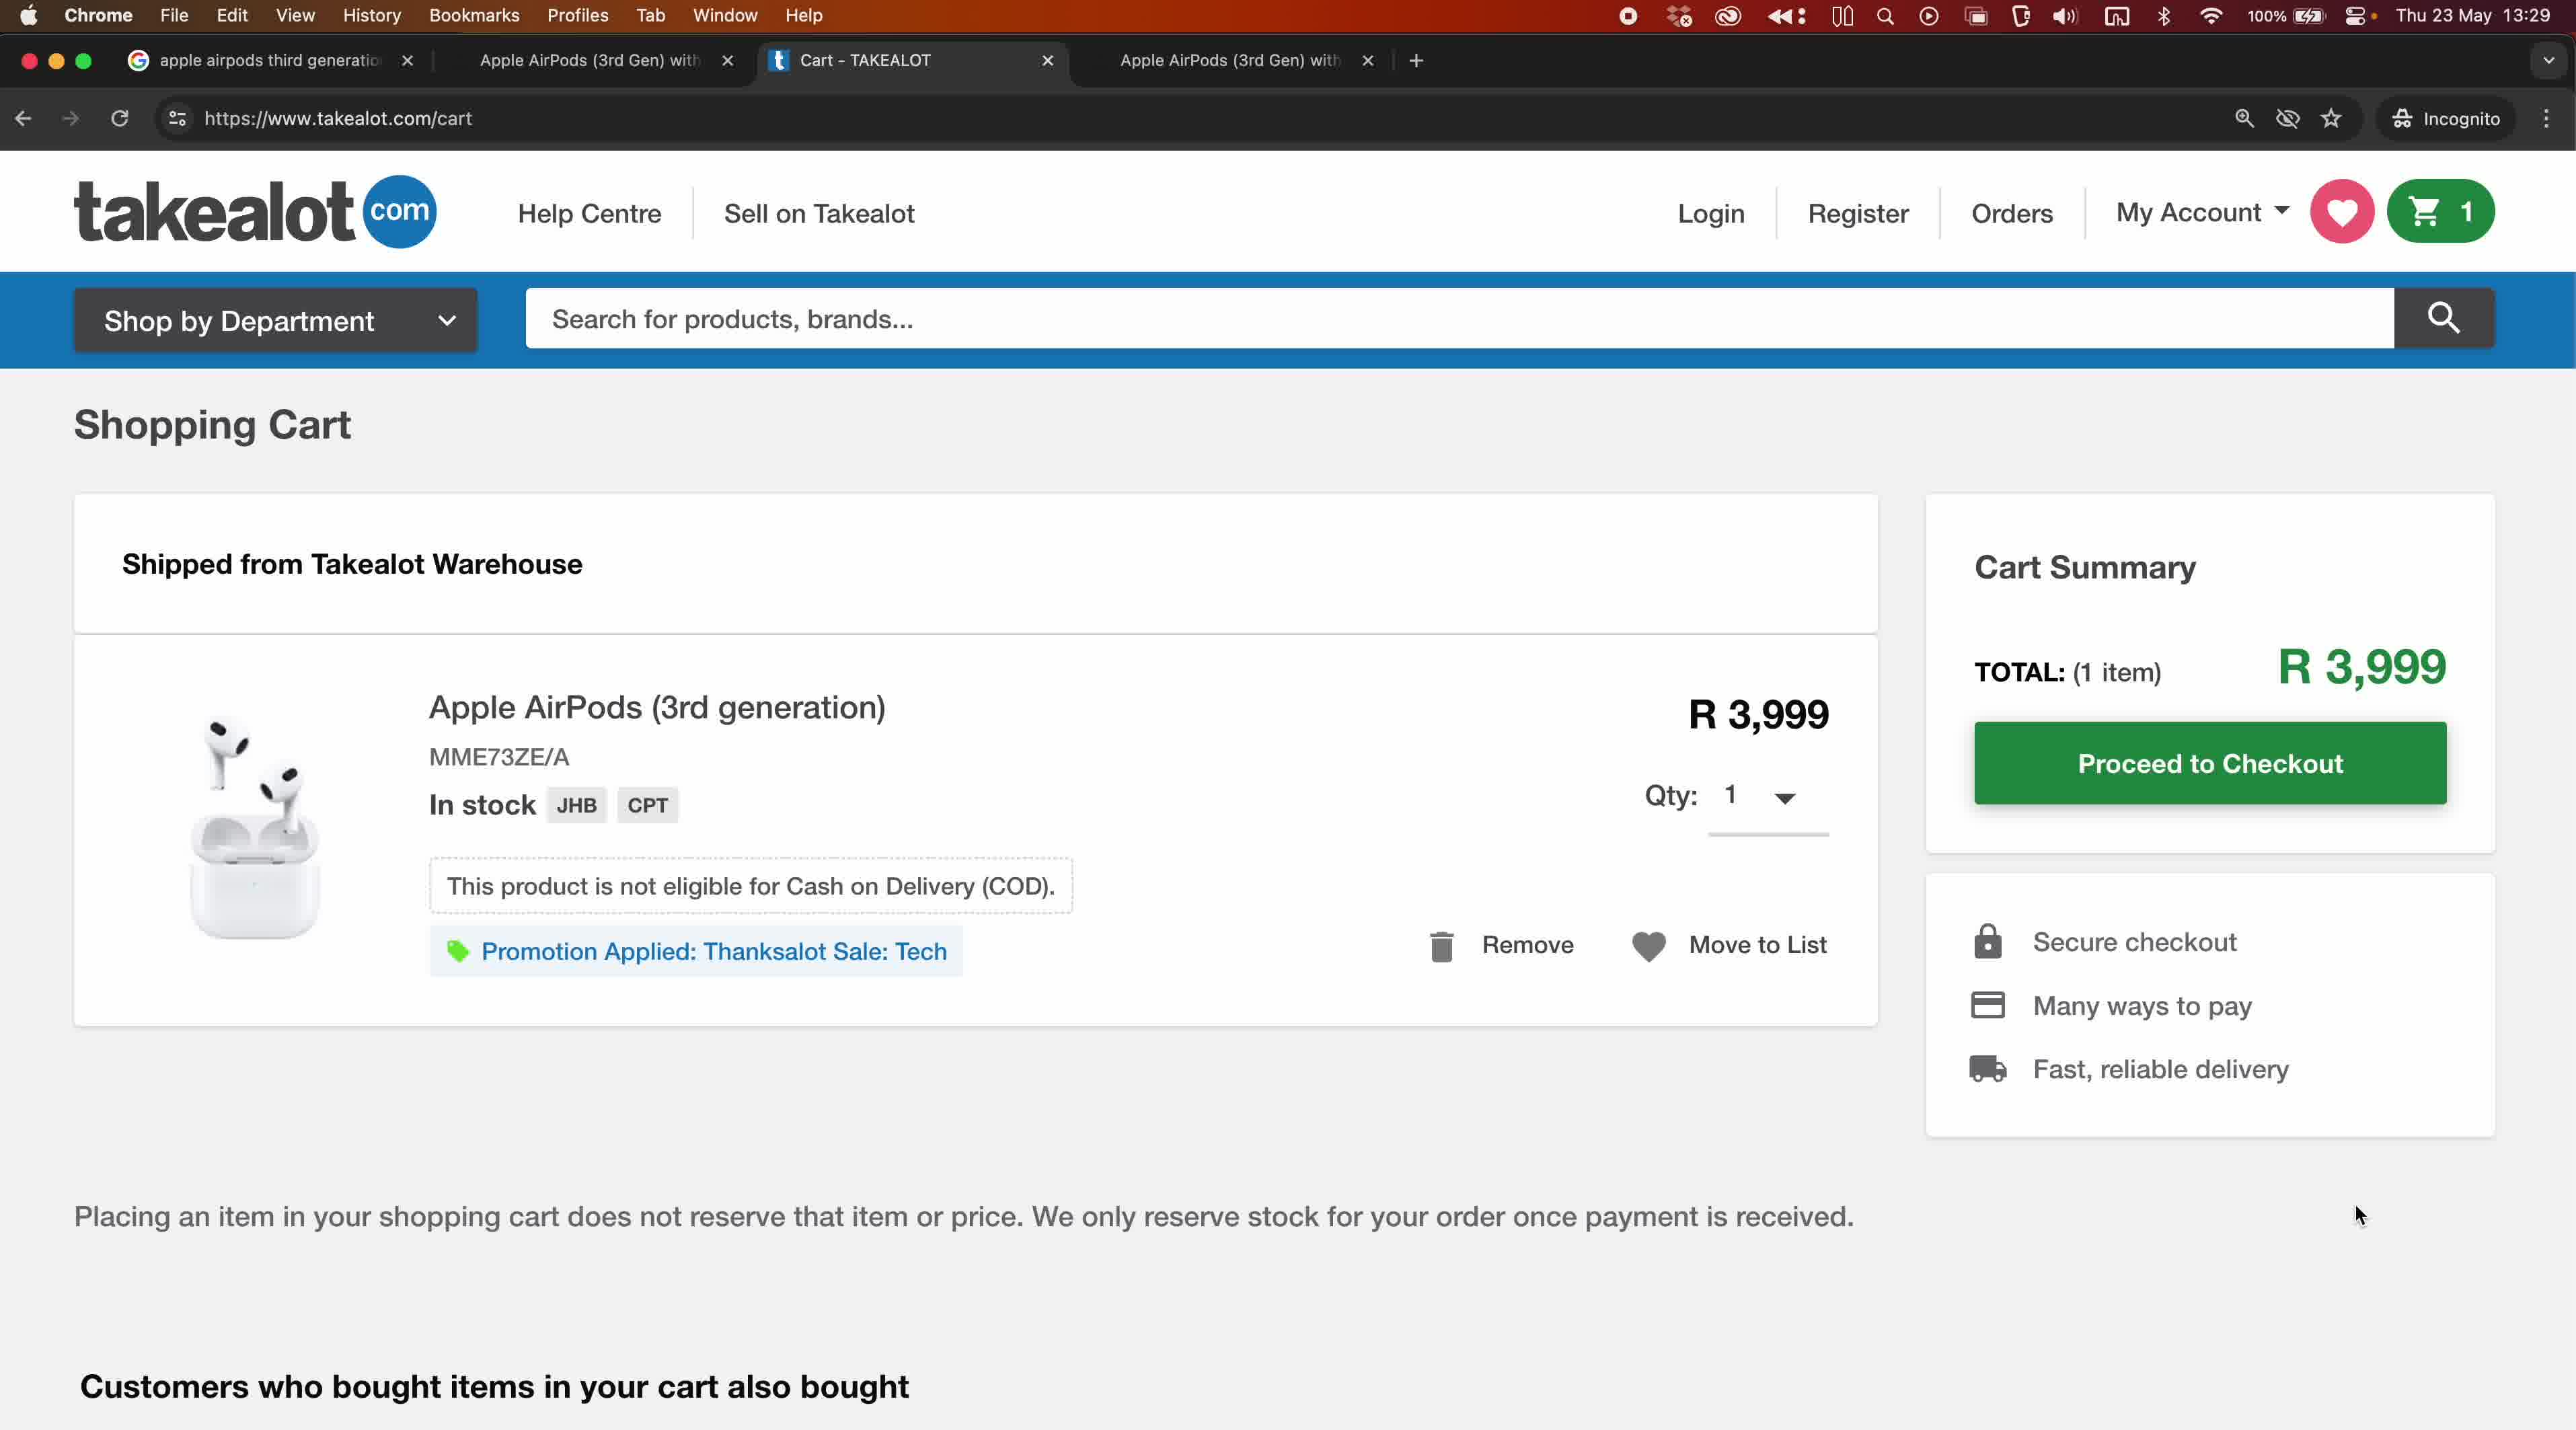 Chrome File Edit View History Bookmarks Profiles Tab Window Help 100% Thu 23 May 13:29
apple airpods third generatio Apple AirPods (3rd Gen) with Cart - TAKEALOT Apple AirPods (3rd Gen) with
https://www.takealot.com/cart Incognito
takealot com Help Centre Sell on Takealot Login Register Orders My Account 1
Shop by Department Search for products, brands...
Shopping Cart
Shipped from Takealot Warehouse
Apple AirPods (3rd generation) R 3,999
MME73ZE/A
In stock JHB CPT
Qty: 1
This product is not eligible for Cash on Delivery (COD).
Promotion Applied: Thanksalot Sale: Tech
Remove Move to List
Cart Summary
TOTAL: (1 item) R 3,999
Proceed to Checkout
Secure checkout
Many ways to pay
Fast, reliable delivery
Placing an item in your shopping cart does not reserve that item or price. We only reserve stock for your order once payment is received.
Customers who bought items in your cart also bought